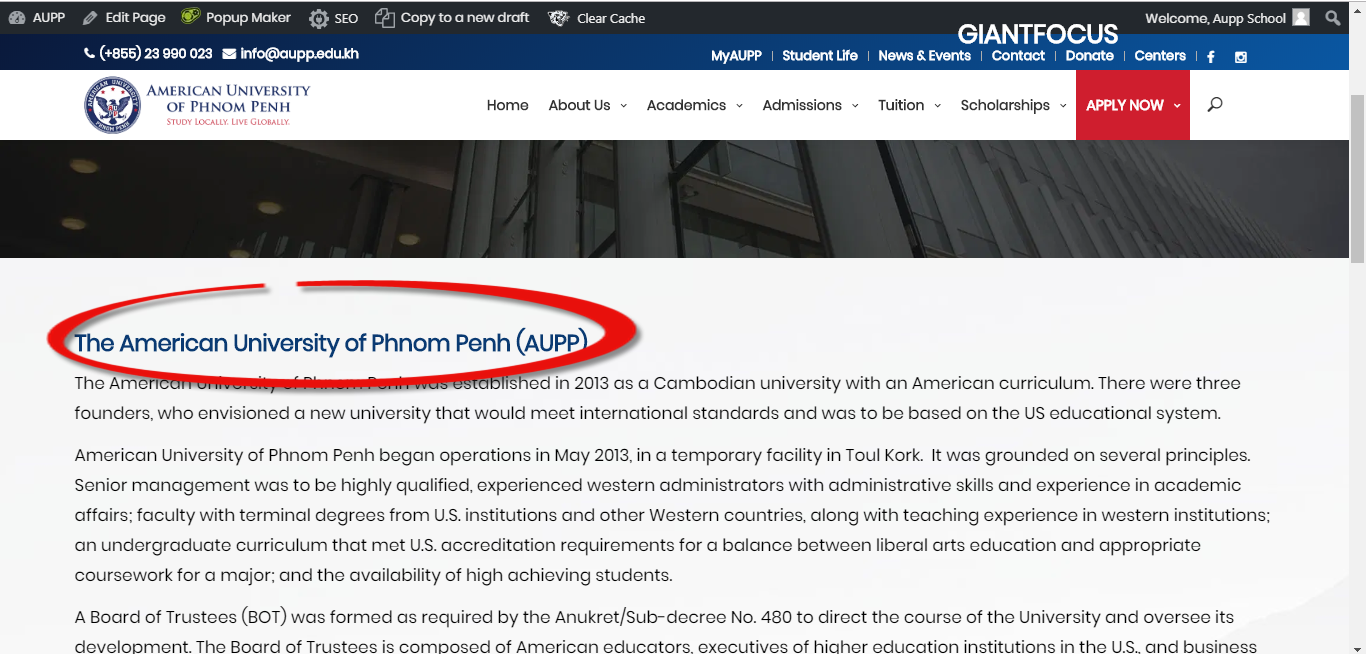 AUPP Edit Page Popup Maker SEO Copy to a new draft Clear Cache Welcome, Aupp School
GIANTFOCUS
(+855) 23 990 023 info@aupp.edu.kh MyAUPP | Student Life | News & Events | Contact | Donate | Centers
AMERICAN UNIVERSITY
OF PHNOM PENH
STUDY LOCALLY. LIVE GLOBALLY.
Home About Us Academics Admissions Tuition Scholarships APPLY NOW
The American University of Phnom Penh (AUPP)
The American University of Phnom Penh was established in 2013 as a Cambodian university with an American curriculum. There were three
founders, who envisioned a new university that would meet international standards and was to be based on the US educational system.
American University of Phnom Penh began operations in May 2013, in a temporary facility in Toul Kork. It was grounded on several principles.
Senior management was to be highly qualified, experienced western administrators with administrative skills and experience in academic
affairs; faculty with terminal degrees from U.S. institutions and other Western countries, along with teaching experience in western institutions;
an undergraduate curriculum that met U.S. accreditation requirements for a balance between liberal arts education and appropriate
coursework for a major; and the availability of high achieving students.
A Board of Trustees (BOT) was formed as required by the Anukret/Sub-decree No. 480 to direct the course of the University and oversee its
development. The Board of Trustees is composed of American educators, executives of higher education institutions in the U.S., and business